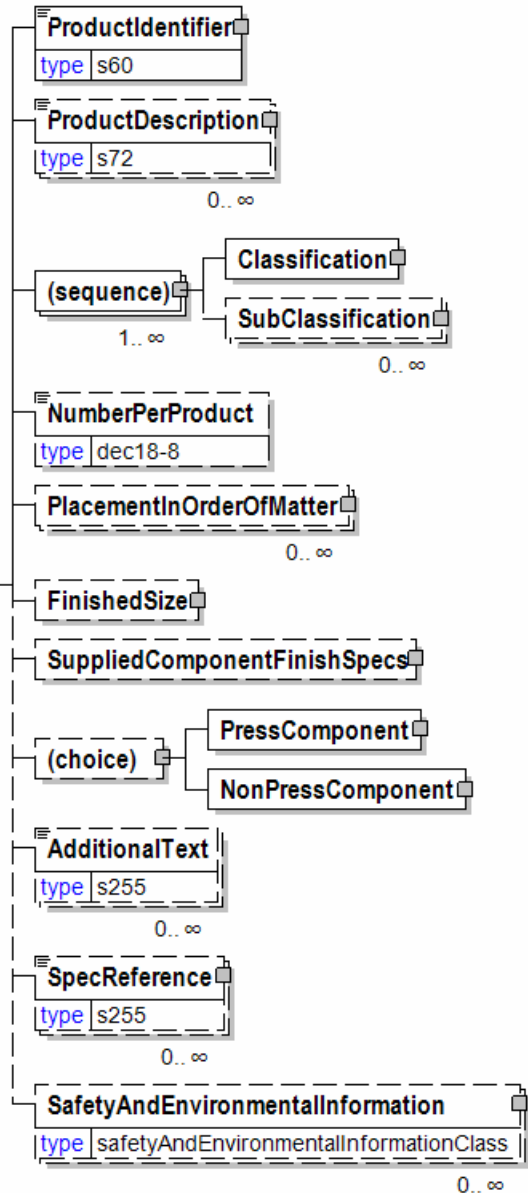 ProductIdentifier
type s60
ProductDescription
type s72
0.. ∞
Classification
(sequence)
SubClassification
1.. ∞
0.. ∞
NumberPerProduct
type dec18-8
PlacementInOrderOfMatter
0.. ∞
FinishedSize
SuppliedComponentFinishSpecs
PressComponent
(choice)
NonPressComponent
AdditionalText
type s255
0.. ∞
SpecReference
type s255
0.. ∞
SafetyAndEnvironmentalInformation
type safetyAndEnvironmentalInformationClass
0.. ∞